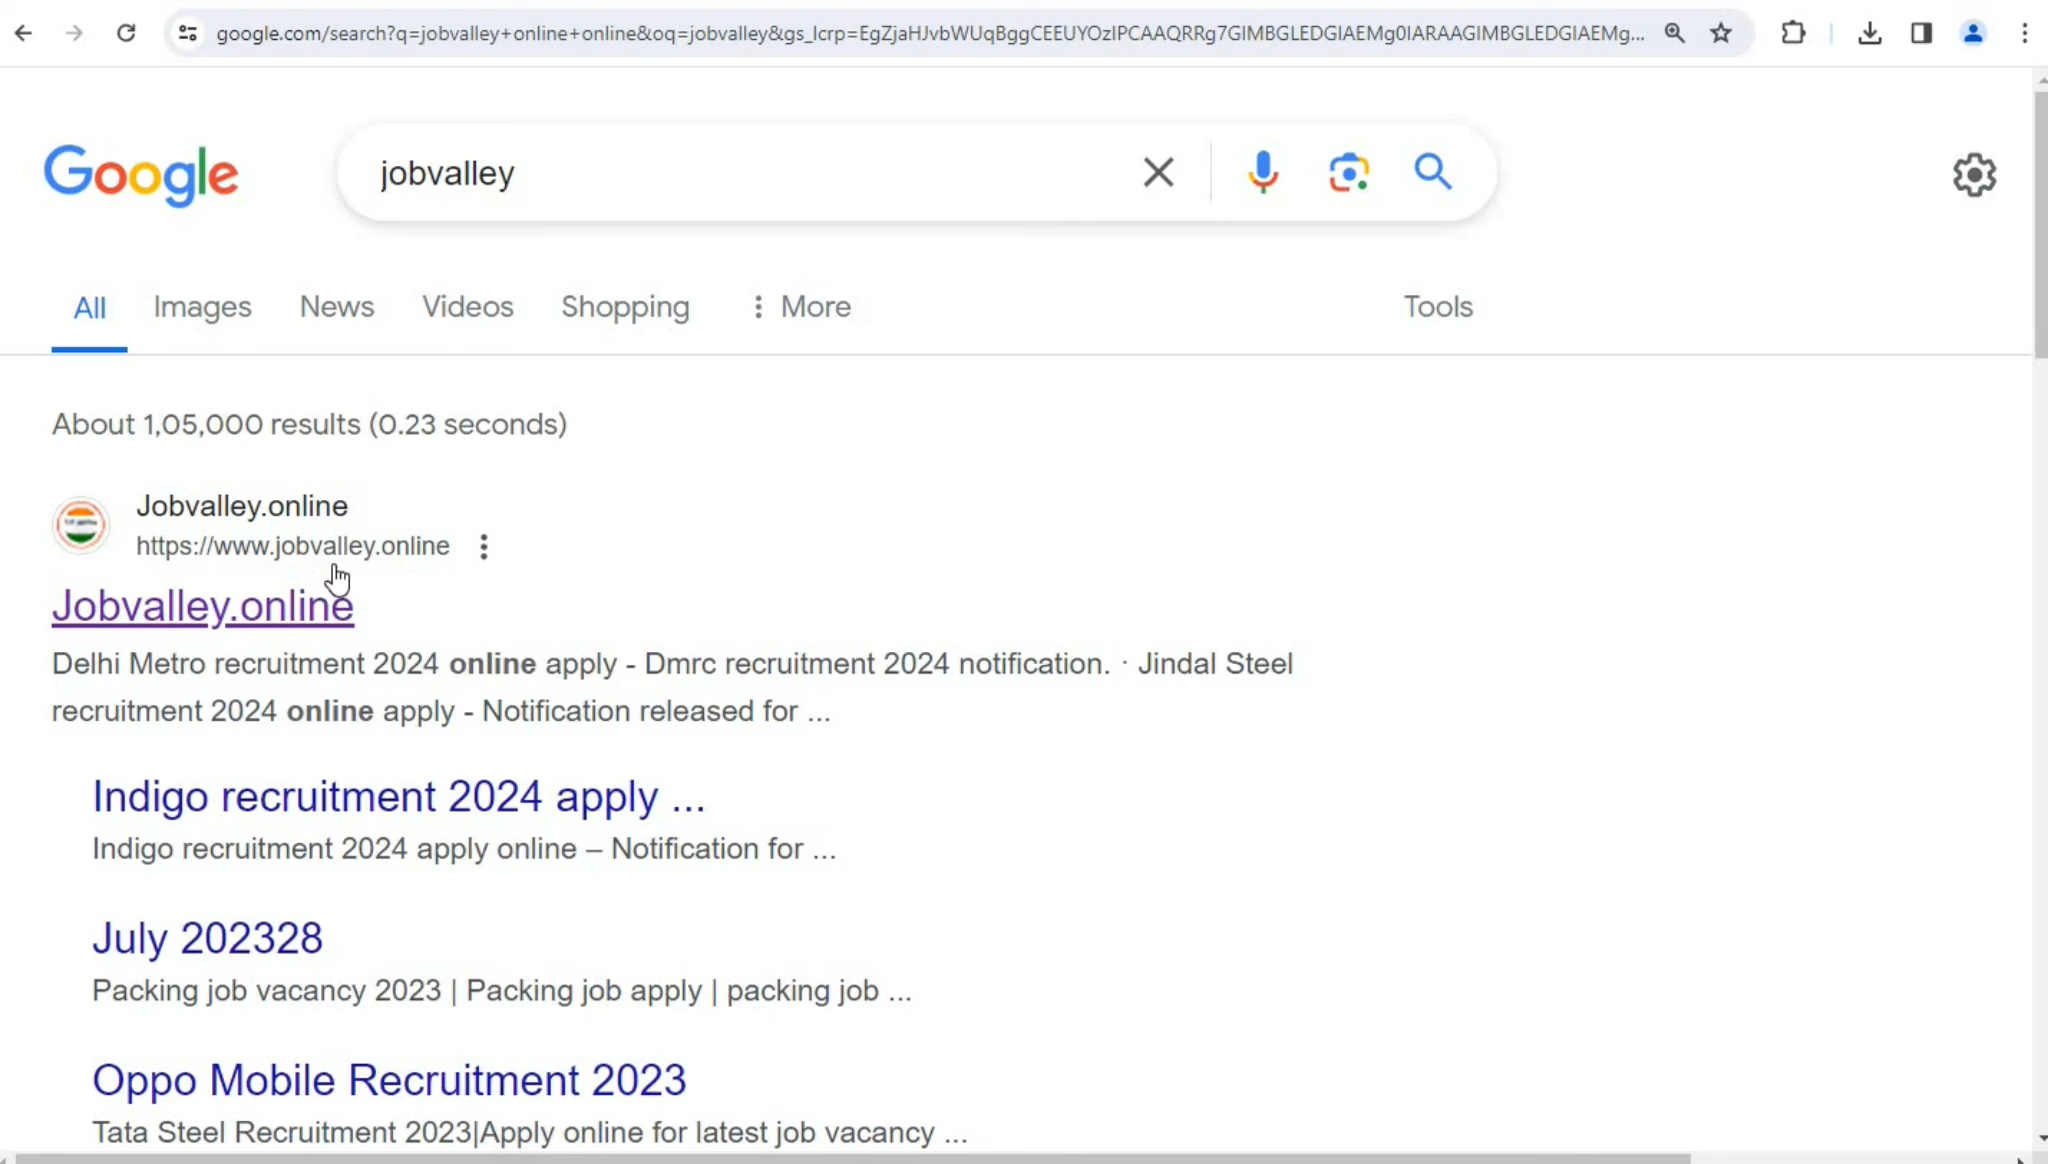 google.com/search?q=jobvalley+online+online&oq=jobvalley&gs_lcrp=EgZjaHJvbWUqBggCEEUYOzIPCAAQRRg7GIMBGLEDGIAEMg0IARAAGIMBGLEDGIAEMg...
Google
jobvalley
All Images News Videos Shopping More Tools
About 1,05,000 results (0.23 seconds)
Jobvalley.online
https://www.jobvalley.online
Jobvalley.online
Delhi Metro recruitment 2024 online apply - Dmrc recruitment 2024 notification. · Jindal Steel
recruitment 2024 online apply - Notification released for ...
Indigo recruitment 2024 apply ...
Indigo recruitment 2024 apply online – Notification for ...
July 202328
Packing job vacancy 2023 | Packing job apply | packing job ...
Oppo Mobile Recruitment 2023
Tata Steel Recruitment 2023|Apply online for latest job vacancy ...